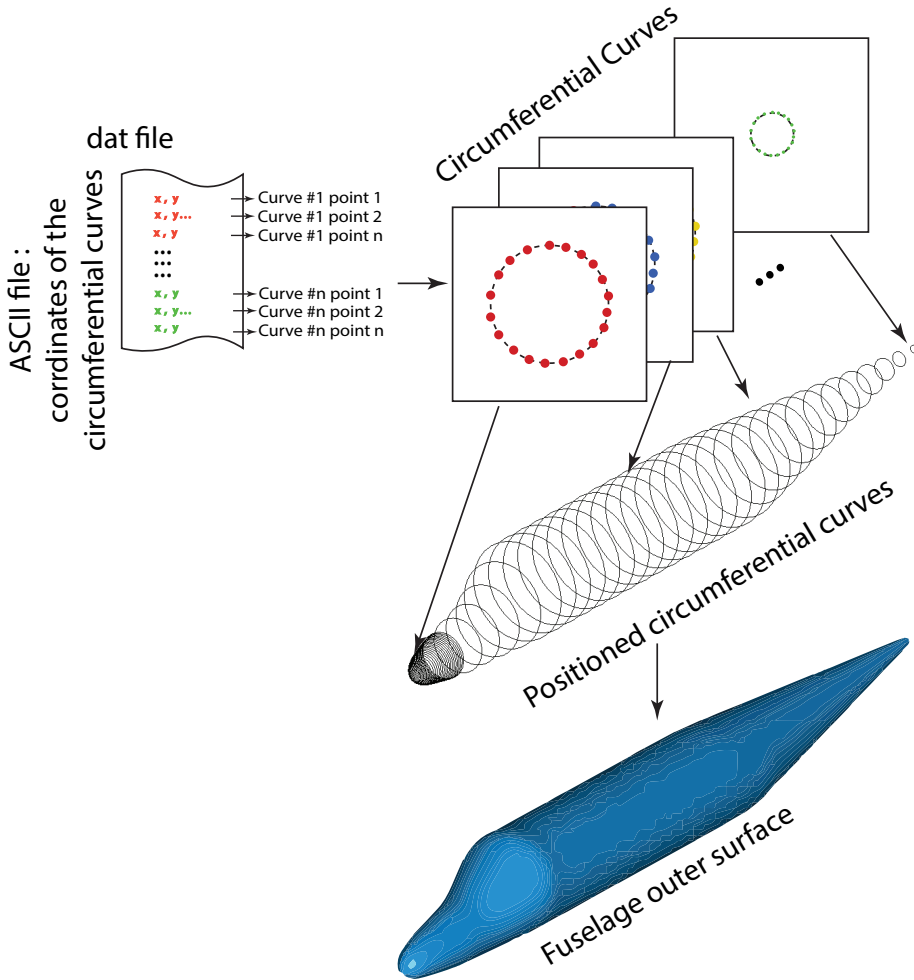 Circumferential Curves
dat file
ASCII file :
corrdinates of the
circumferential curves
x, y
x, y...
x, y
x, y
x, y...
x, y
Curve #1 point 1
Curve #1 point 2
Curve #1 point n
Curve #n point 1
Curve #n point 2
Curve #n point n
Positioned circumferential curves
Fuselage outer surface